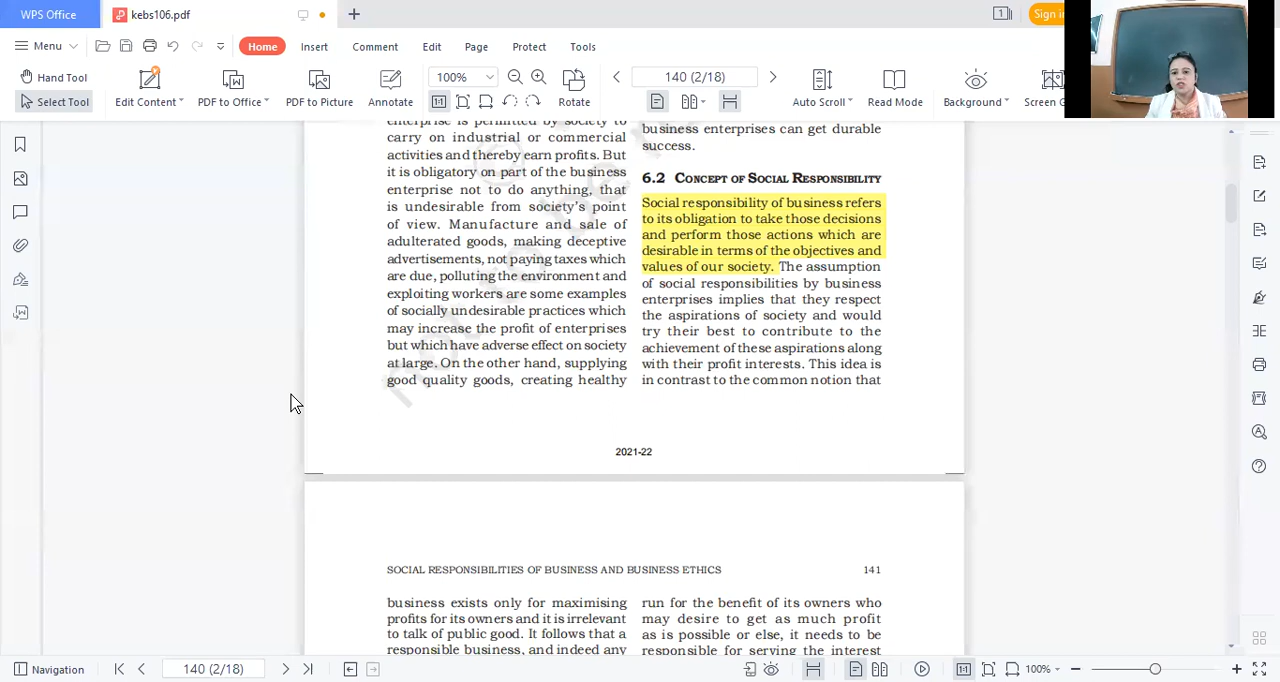 WPS Office
kebs106.pdf
1
Sign in
Menu
Home
Insert
Comment
Edit
Page
Protect
Tools
Hand Tool
Select Tool
Edit Content
PDF to Office
PDF to Picture
Annotate
100%
1:1
Rotate
140 (2/18)
Auto Scroll
Read Mode
Background
Screen G
enterprise is permitted by society to
carry on industrial or commercial
activities and thereby earn profits. But
it is obligatory on part of the business
enterprise not to do anything, that
is undesirable from society's point
of view. Manufacture and sale of
adulterated goods, making deceptive
advertisements, not paying taxes which
are due, polluting the environment and
exploiting workers are some examples
of socially undesirable practices which
may increase the profit of enterprises
but which have adverse effect on society
at large. On the other hand, supplying
good quality goods, creating healthy
business enterprises can get durable
success.
6.2 CONCEPT OF SOCIAL RESPONSIBILITY
Social responsibility of business refers
to its obligation to take those decisions
and perform those actions which are
desirable in terms of the objectives and
values of our society. The assumption
of social responsibilities by business
enterprises implies that they respect
the aspirations of society and would
try their best to contribute to the
achievement of these aspirations along
with their profit interests. This idea is
in contrast to the common notion that
2021-22
SOCIAL RESPONSIBILITIES OF BUSINESS AND BUSINESS ETHICS 141
business exists only for maximising
profits for its owners and it is irrelevant
to talk of public good. It follows that a
responsible business, and indeed any
run for the benefit of its owners who
may desire to get as much profit
as is possible or else, it needs to be
responsible for serving the interest
Navigation
140 (2/18)
1:1
100%